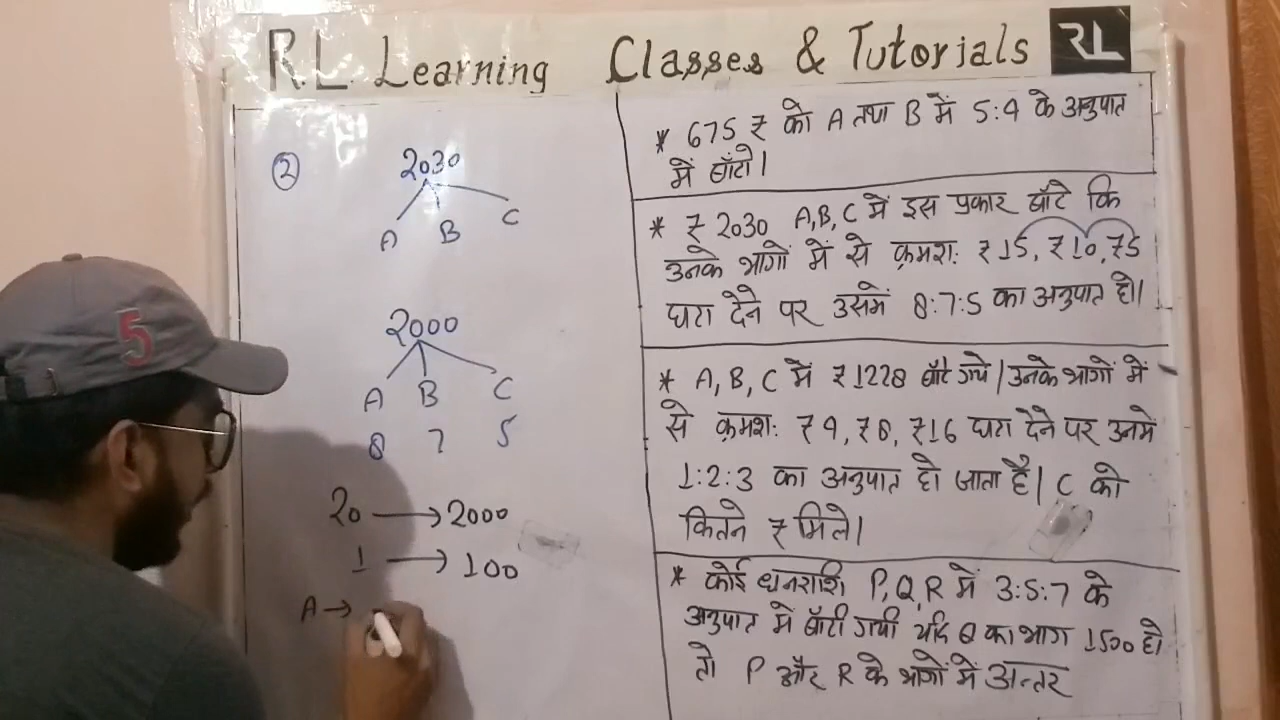 R.L. Learning Classes & Tutorials RL
② 2030
A B C
2000
A B C
8 7 5
20 → 2000
1 → 100
A →
* 675 ₹ को A तथा B में 5:4 के अनुपात
में बाँटो।
* ₹ 2030 A,B,C में इस प्रकार बाँटे कि
उनके भागों में से क्रमशः ₹15, ₹10, ₹5
घटा देने पर उसमें 8:7:5 का अनुपात हो।
* A, B, C में ₹1228 बाँटे गये। उनके भागों में
से क्रमशः ₹4, ₹8, ₹16 घटा देने पर उनमें
1:2:3 का अनुपात हो जाता है। C को
कितने ₹ मिले।
* कोई धनराशि P,Q,R में 3:5:7 के
अनुपात में बाँटी गयी यदि Q का भाग 1500 हो
तो P और R के भागों में अन्तर
5